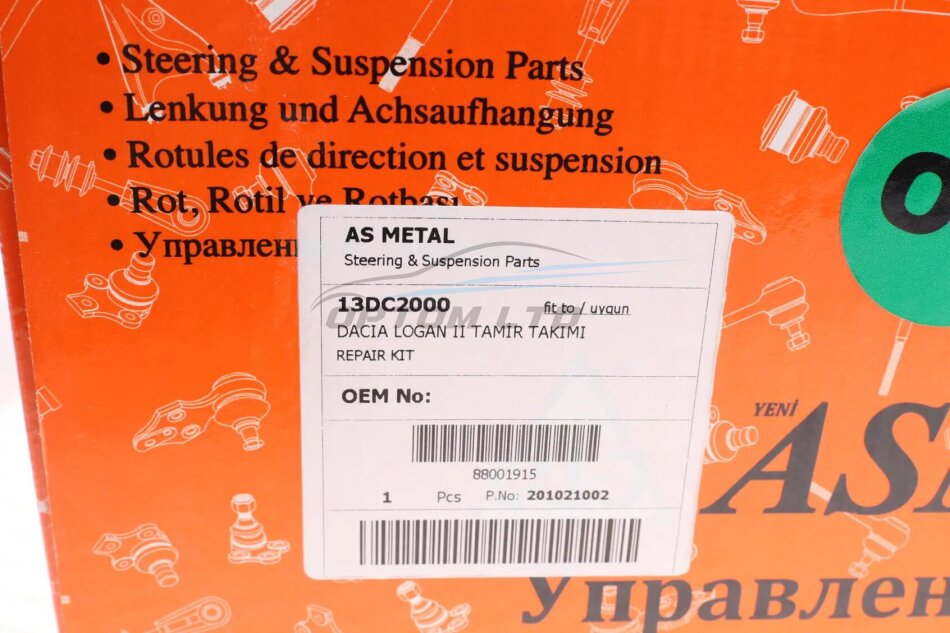 • Steering & Suspension Parts
• Lenkung und Achsaufhangung
• Rotules de direction et suspension
• Rot, Rotil ve Rotbası
• Управлен
AS METAL
Steering & Suspension Parts
13DC2000 fit to / uygun
OPTOM LTD
DACIA LOGAN II TAMİR TAKIMI
REPAIR KIT
OEM No:
88001915
1 Pcs P.No: 201021002
YENİ
AS
Управлен